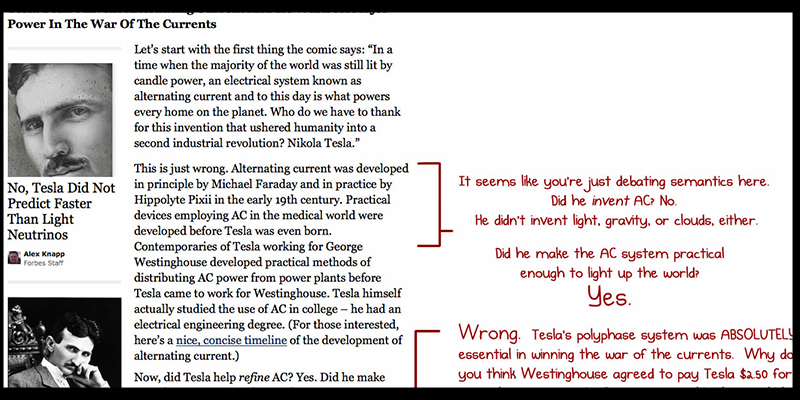 Power In The War Of The Currents
Let's start with the first thing the comic says: “In a
time when the majority of the world was still lit by
candle power, an electrical system known as
alternating current and to this day is what powers
every home on the planet. Who do we have to thank
for this invention that ushered humanity into a
second industrial revolution? Nikola Tesla.”
No, Tesla Did Not
Predict Faster
Than Light
Neutrinos
Alex Knapp
Forbes Staff
This is just wrong. Alternating current was developed
in principle by Michael Faraday and in practice by
Hippolyte Pixii in the early 19th century. Practical
devices employing AC in the medical world were
developed before Tesla was even born.
Contemporaries of Tesla working for George
Westinghouse developed practical methods of
distributing AC power from power plants before
Tesla came to work for Westinghouse. Tesla himself
actually studied the use of AC in college – he had an
electrical engineering degree. (For those interested,
here's a nice, concise timeline of the development of
alternating current.)
Now, did Tesla help refine AC? Yes. Did he make
It seems like you're just debating semantics here.
Did he invent AC? No.
He didn't invent light, gravity, or clouds, either.
Did he make the AC system practical
enough to light up the world?
Yes.
Wrong. Tesla's polyphase system was ABSOLUTELY
essential in winning the war of the currents. Why do
you think Westinghouse agreed to pay Tesla $2.50 for